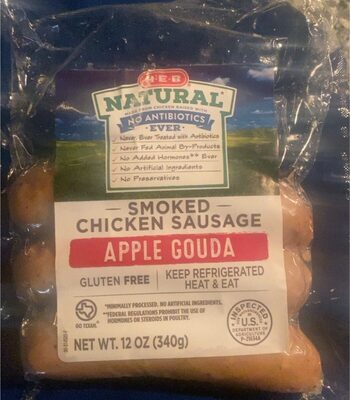 H-E-B
NATURAL*
MADE FROM CHICKEN RAISED WITH
NO ANTIBIOTICS
EVER
✓ Never, Ever Treated with Antibiotics
✓ Never Fed Animal By-Products
✓ No Added Hormones** Ever
✓ No Artificial Ingredients
✓ No Preservatives
SMOKED
CHICKEN SAUSAGE
APPLE GOUDA
GLUTEN FREE
KEEP REFRIGERATED
HEAT & EAT
GO TEXAN.
*MINIMALLY PROCESSED. NO ARTIFICIAL INGREDIENTS.
**FEDERAL REGULATIONS PROHIBIT THE USE OF
HORMONES OR STEROIDS IN POULTRY.
NET WT. 12 OZ (340g)
INSPECTED
U.S.
DEPARTMENT OF
AGRICULTURE